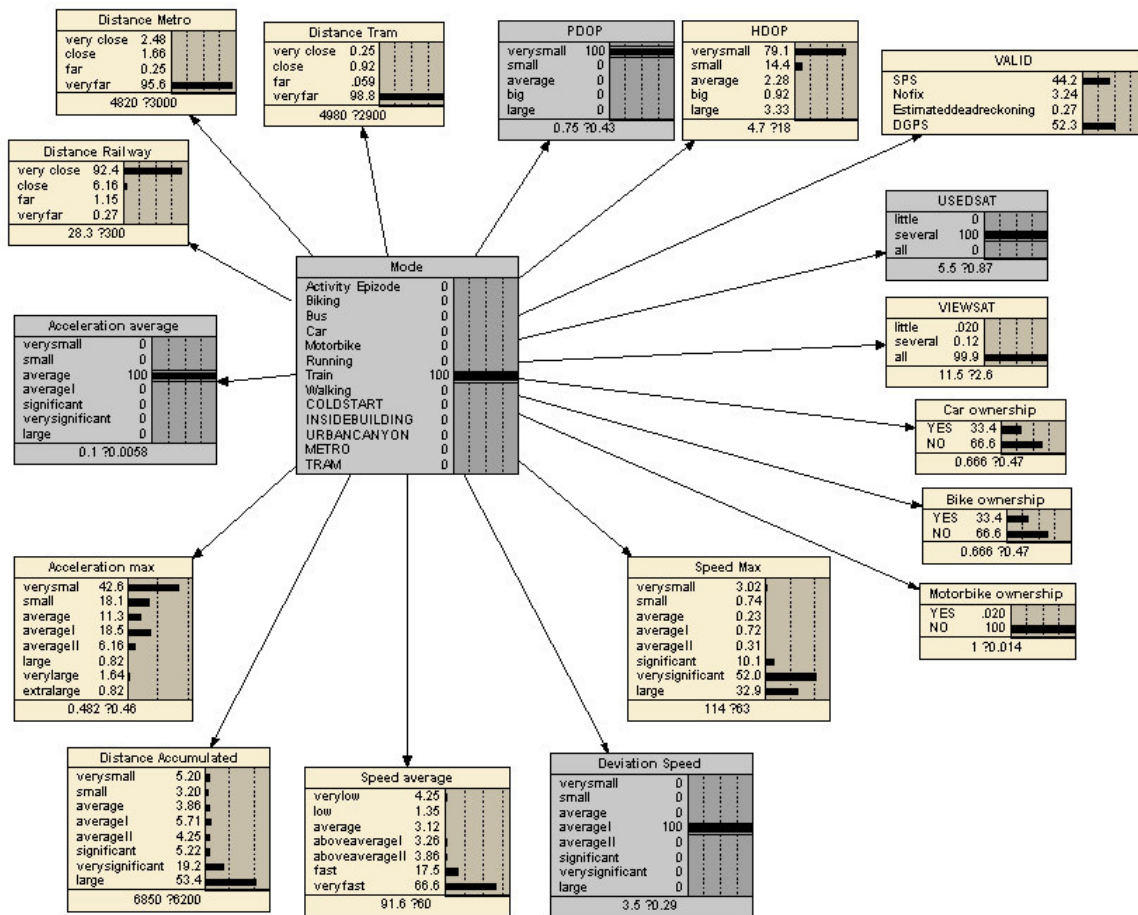 Distance Metro
very close 2.48
close 1.66
far 0.25
veryfar 95.6
4820 ?3000
Distance Tram
very close 0.25
close 0.92
far .059
veryfar 98.8
4980 ?2900
PDOP
verysmall 100
small 0
average 0
big 0
large 0
0.75 ?0.43
HDOP
verysmall 79.1
small 14.4
average 2.28
big 0.92
large 3.33
4.7 ?18
VALID
SPS 44.2
Nofix 3.24
Estimateddeadreckoning 0.27
DGPS 52.3
Distance Railway
very close 92.4
close 6.16
far 1.15
veryfar 0.27
28.3 ?300
USEDSAT
little 0
several 100
all 0
5.5 ?0.87
Mode
Activity Epizode 0
Biking 0
Bus 0
Car 0
Motorbike 0
Running 0
Train 100
Walking 0
COLDSTART 0
INSIDEBUILDING 0
URBANCANYON 0
METRO 0
TRAM 0
VIEWSAT
little .020
several 0.12
all 99.9
11.5 ?2.6
Acceleration average
verysmall 0
small 0
average 100
averageI 0
significant 0
verysignificant 0
large 0
0.1 ?0.0058
Car ownership
YES 33.4
NO 66.6
0.666 ?0.47
Bike ownership
YES 33.4
NO 66.6
0.666 ?0.47
Motorbike ownership
YES .020
NO 100
1 ?0.014
Acceleration max
verysmal 42.6
small 18.1
average 11.3
averageI 18.5
averageII 6.16
large 0.82
verylarge 1.64
extralarge 0.82
0.482 ?0.46
Speed Max
verysmall 3.02
small 0.74
average 0.23
averageI 0.72
averageII 0.31
significant 10.1
verysignificant 52.0
large 32.9
114 ?63
Distance Accumulated
verysmall 5.20
small 3.20
average 3.86
averageI 5.71
averageII 4.25
significant 5.22
verysignificant 19.2
large 53.4
6850 ?6200
Speed average
verylow 4.25
low 1.35
average 3.12
aboveaverageI 3.26
aboveaverageII 3.86
fast 17.5
veryfast 66.6
91.6 ?60
Deviation Speed
verysmall 0
small 0
average 0
averageI 100
averageII 0
significant 0
verysignificant 0
large 0
3.5 ?0.29